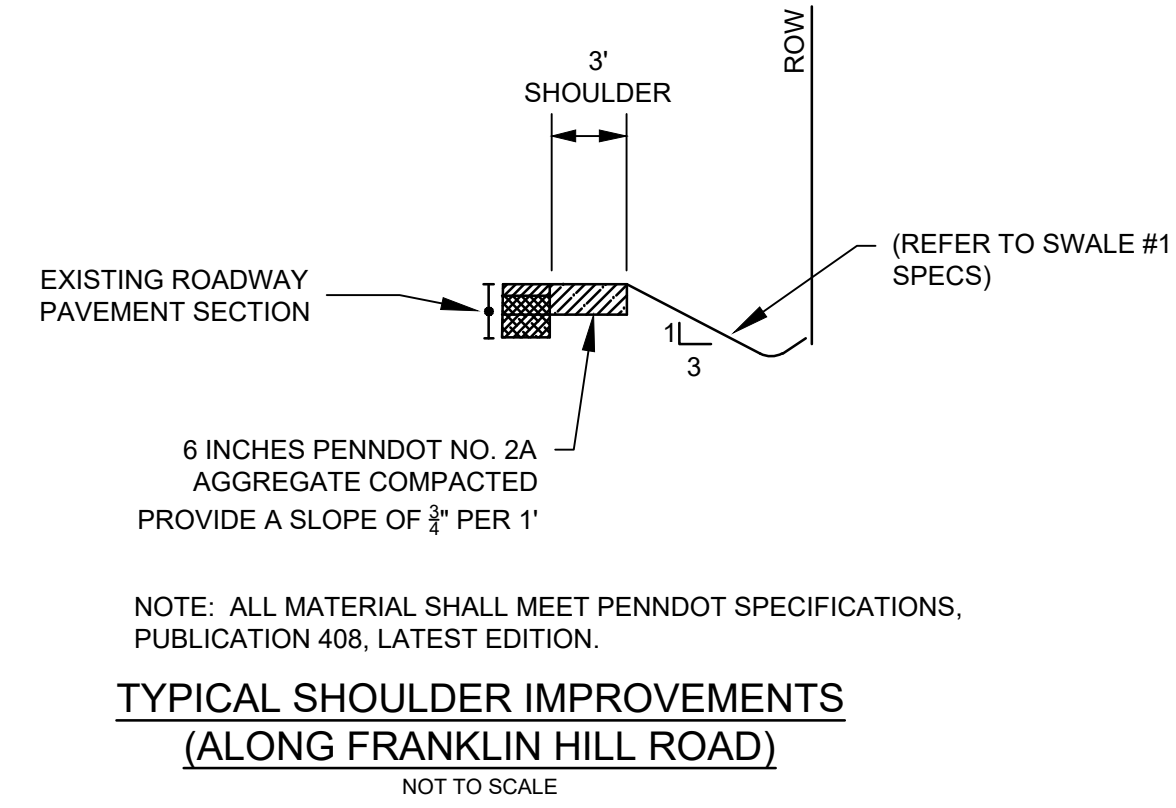 3'
SHOULDER
ROW
(REFER TO SWALE #1
SPECS)
EXISTING ROADWAY
PAVEMENT SECTION
1
3
6 INCHES PENNDOT NO. 2A
AGGREGATE COMPACTED
PROVIDE A SLOPE OF 3/4" PER 1'
NOTE: ALL MATERIAL SHALL MEET PENNDOT SPECIFICATIONS,
PUBLICATION 408, LATEST EDITION.
TYPICAL SHOULDER IMPROVEMENTS
(ALONG FRANKLIN HILL ROAD)
NOT TO SCALE